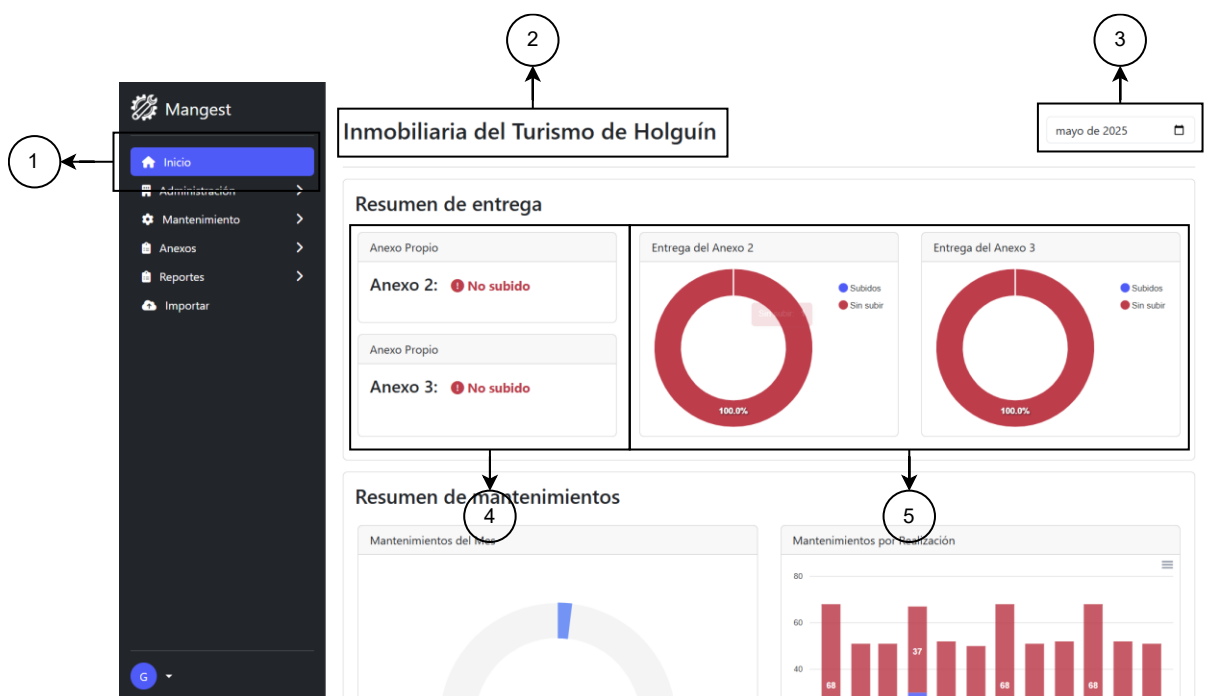 2
3
Mangest
Inmobiliaria del Turismo de Holguín
mayo de 2025
1
Inicio
Administración
Mantenimiento
Anexos
Reportes
Importar
Resumen de entrega
Anexo Propio
Anexo 2: No subido
Anexo Propio
Anexo 3: No subido
Entrega del Anexo 2
Subidos
Sin subir
100.0%
Entrega del Anexo 3
Subidos
Sin subir
100.0%
4
5
Resumen de mantenimientos
Mantenimientos del Mes
Mantenimientos por Realización
80
60
40
68
37
68
68
G